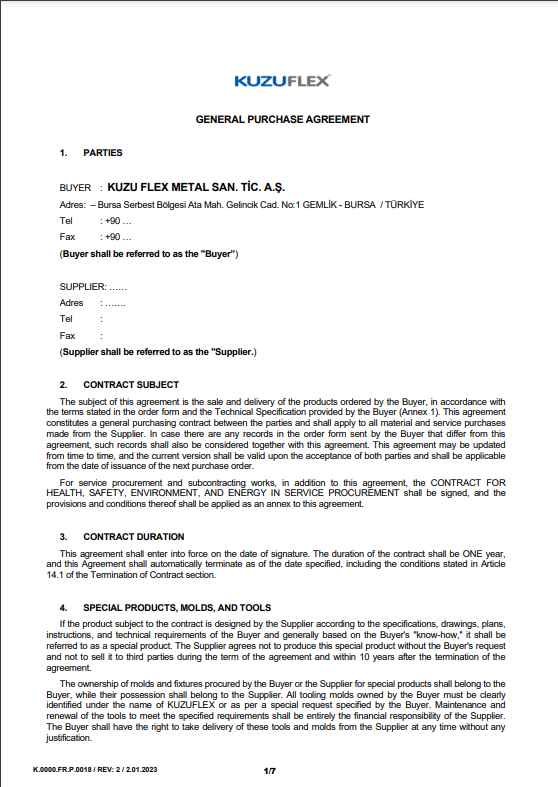 KUZUFLEX
GENERAL PURCHASE AGREEMENT
1. PARTIES
BUYER : KUZU FLEX METAL SAN. TİC. A.Ş.
Adres: – Bursa Serbest Bölgesi Ata Mah. Gelincik Cad. No:1 GEMLİK - BURSA / TÜRKİYE
Tel : +90 …
Fax : +90 …
(Buyer shall be referred to as the "Buyer")
SUPPLIER: ……
Adres : …….
Tel :
Fax :
(Supplier shall be referred to as the "Supplier.)
2. CONTRACT SUBJECT
The subject of this agreement is the sale and delivery of the products ordered by the Buyer, in accordance with
the terms stated in the order form and the Technical Specification provided by the Buyer (Annex 1). This agreement
constitutes a general purchasing contract between the parties and shall apply to all material and service purchases
made from the Supplier. In case there are any records in the order form sent by the Buyer that differ from this
agreement, such records shall also be considered together with this agreement. This agreement may be updated
from time to time, and the current version shall be valid upon the acceptance of both parties and shall be applicable
from the date of issuance of the next purchase order.
For service procurement and subcontracting works, in addition to this agreement, the CONTRACT FOR
HEALTH, SAFETY, ENVIRONMENT, AND ENERGY IN SERVICE PROCUREMENT shall be signed, and the
provisions and conditions thereof shall be applied as an annex to this agreement.
3. CONTRACT DURATION
This agreement shall enter into force on the date of signature. The duration of the contract shall be ONE year,
and this Agreement shall automatically terminate as of the date specified, including the conditions stated in Article
14.1 of the Termination of Contract section.
4. SPECIAL PRODUCTS, MOLDS, AND TOOLS
If the product subject to the contract is designed by the Supplier according to the specifications, drawings, plans,
instructions, and technical requirements of the Buyer and generally based on the Buyer's "know-how," it shall be
referred to as a special product. The Supplier agrees not to produce this special product without the Buyer's request
and not to sell it to third parties during the term of the agreement and within 10 years after the termination of the
agreement.
The ownership of molds and fixtures procured by the Buyer or the Supplier for special products shall belong to the
Buyer, while their possession shall belong to the Supplier. All tooling molds owned by the Buyer must be clearly
identified under the name of KUZUFLEX or as per a special request specified by the Buyer. Maintenance and
renewal of the tools to meet the specified requirements shall be entirely the financial responsibility of the Supplier.
The Buyer shall have the right to take delivery of these tools and molds from the Supplier at any time without any
justification.
K.0000.FR.P.0018 / REV: 2 / 2.01.2023
1/7